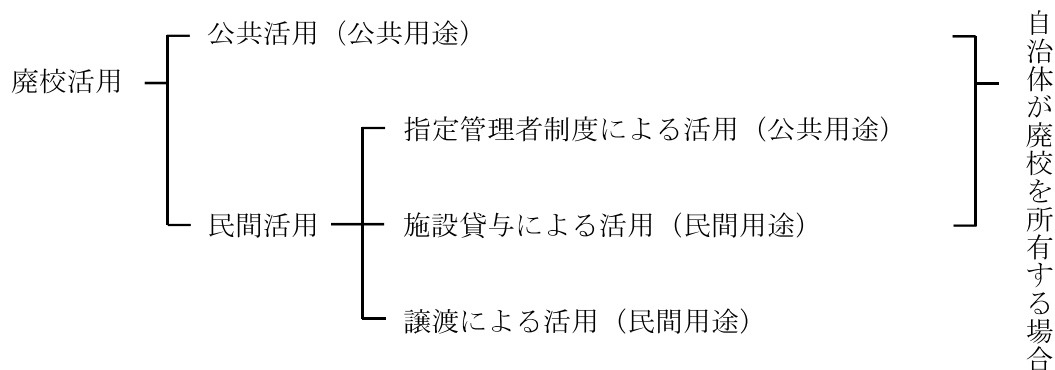 廃校活用
公共活用（公共用途）
民間活用
指定管理者制度による活用（公共用途）
施設貸与による活用（民間用途）
譲渡による活用（民間用途）
自治体が廃校を所有する場合